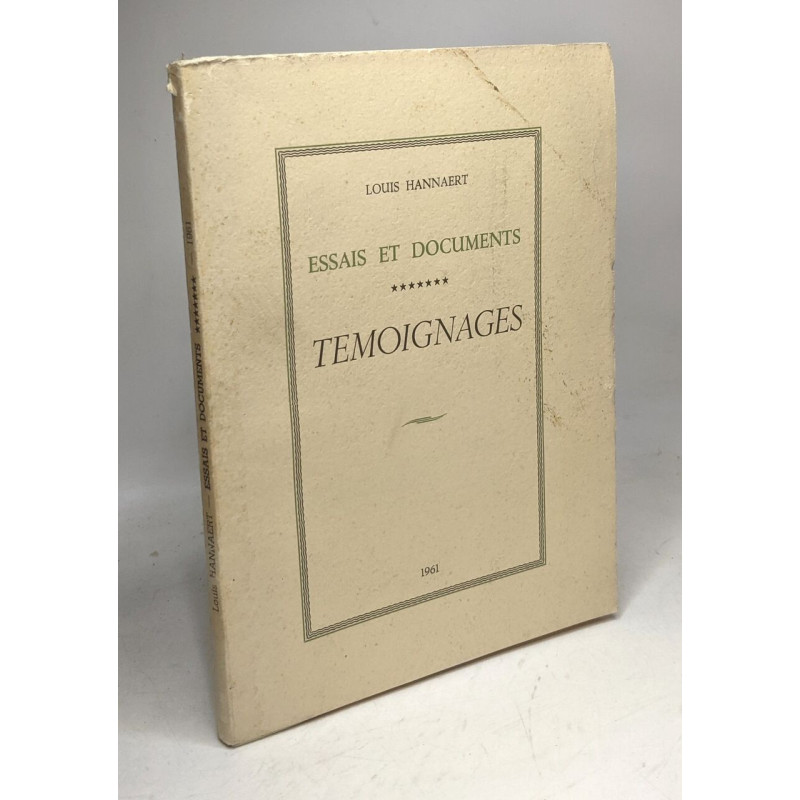 LOUIS HANNAERT
ESSAIS ET DOCUMENTS
★★★★★★★
TEMOIGNAGES
1961
Louis HANNAERT ESSAIS ET DOCUMENTS ★★★★★★★ 1961